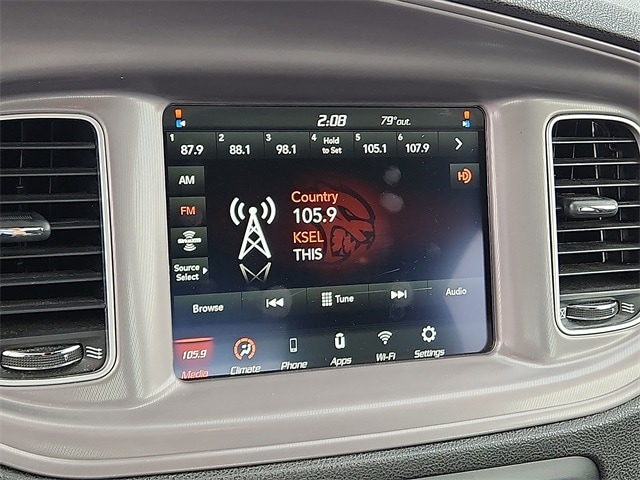 2:08 79°out.
1 87.9 2 88.1 3 98.1 4 Hold to Set 5 105.1 6 107.9
AM
FM
SiriusXM
Source Select
Country
105.9
KSEL
THIS
HD
Browse Tune Audio
105.9
Media Climate Phone Apps Wi-Fi Settings